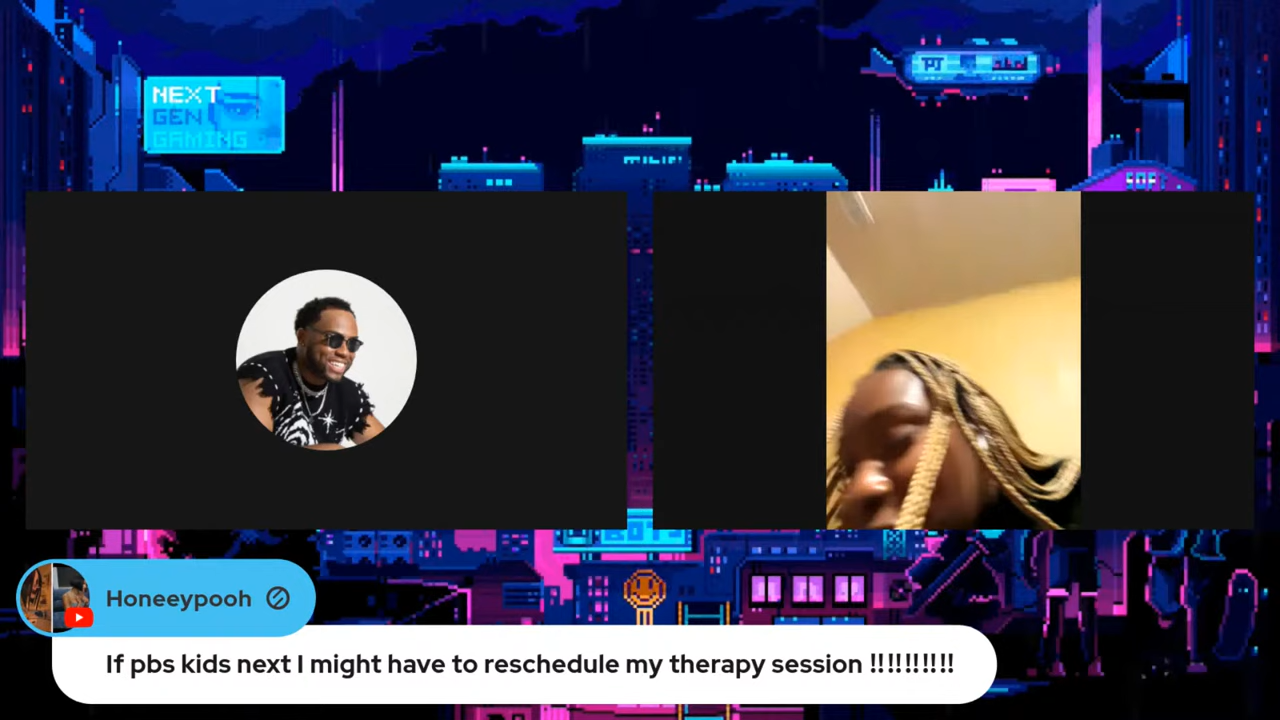 NEXT
GEN
GAMING
Honeeypooh
If pbs kids next I might have to reschedule my therapy session !!!!!!!!!!